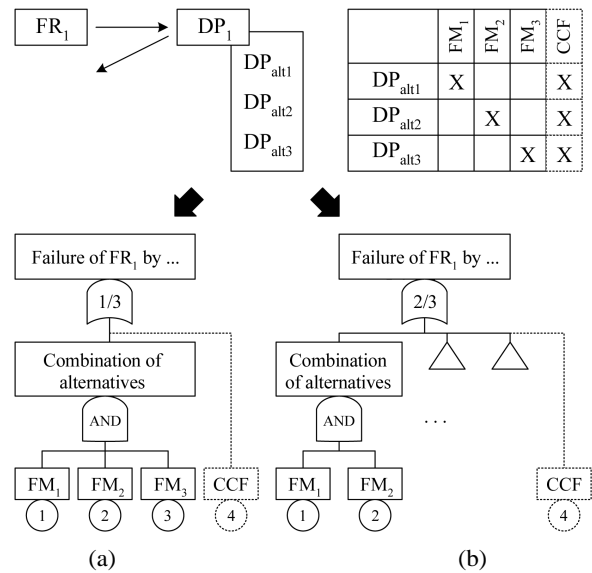 FR₁
DP₁
DPalt1
DPalt2
DPalt3
FM₁ FM₂ FM₃ CCF
DPalt1 X X
DPalt2 X X
DPalt3 X X
Failure of FR₁ by ...
1/3
Combination of
alternatives
AND
FM₁ FM₂ FM₃ CCF
1 2 3 4
(a)
Failure of FR₁ by ...
2/3
Combination
of alternatives
AND
...
FM₁ FM₂ CCF
1 2 4
(b)